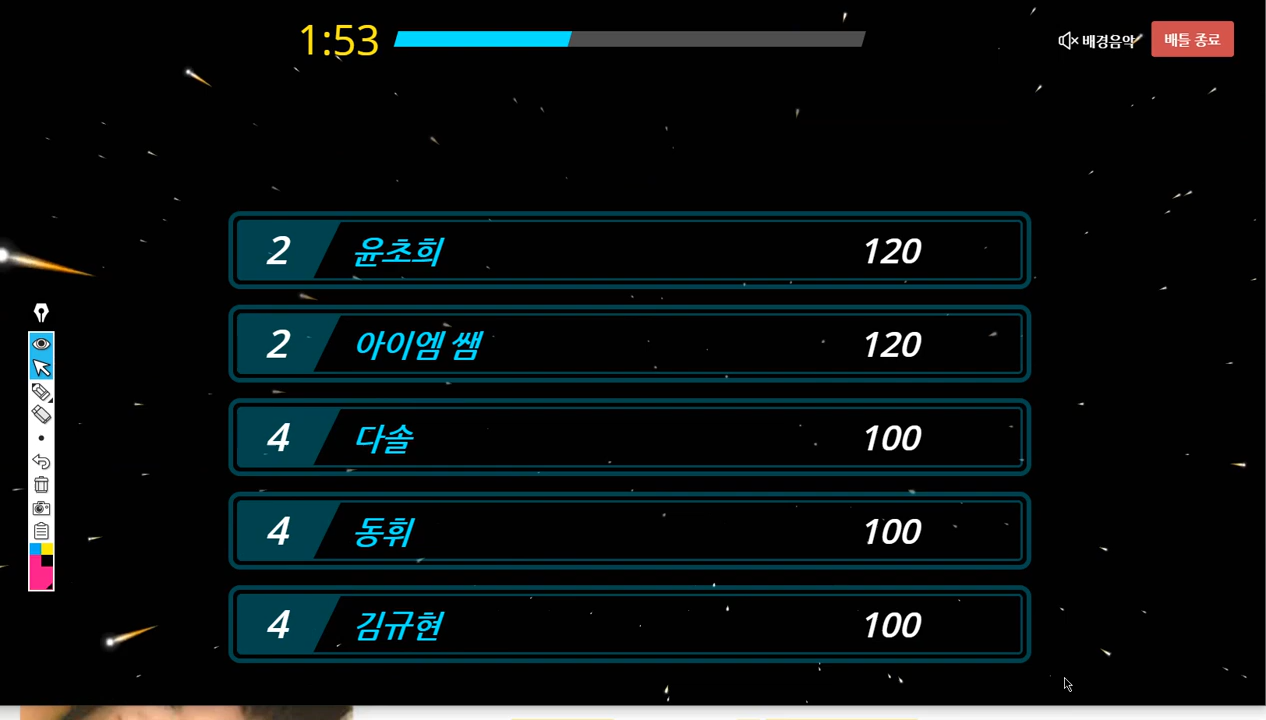 1:53
배경음악
배틀 종료
2 윤초희 120
2 아이엠 쌤 120
4 다솔 100
4 동휘 100
4 김규현 100